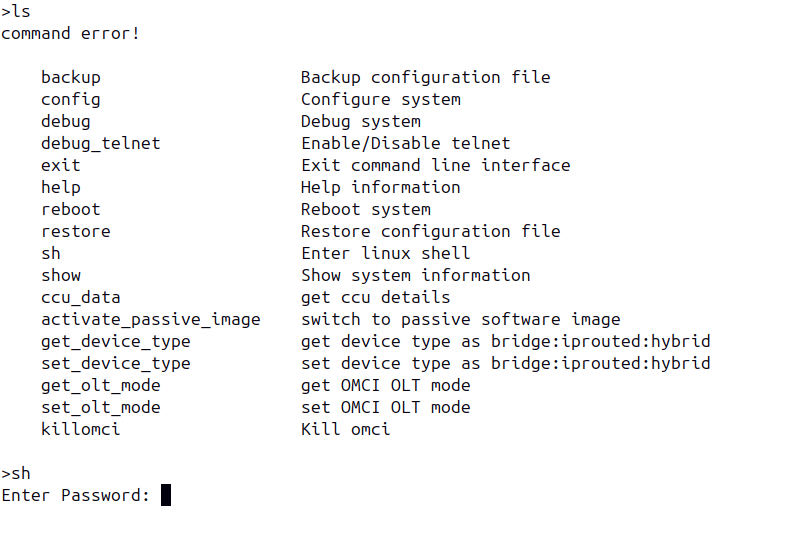 >ls
command error!
backup Backup configuration file
config Configure system
debug Debug system
debug_telnet Enable/Disable telnet
exit Exit command line interface
help Help information
reboot Reboot system
restore Restore configuration file
sh Enter linux shell
show Show system information
ccu_data get ccu details
activate_passive_image switch to passive software image
get_device_type get device type as bridge:iprouted:hybrid
set_device_type set device type as bridge:iprouted:hybrid
get_olt_mode get OMCI OLT mode
set_olt_mode set OMCI OLT mode
killomci Kill omci
>sh
Enter Password: